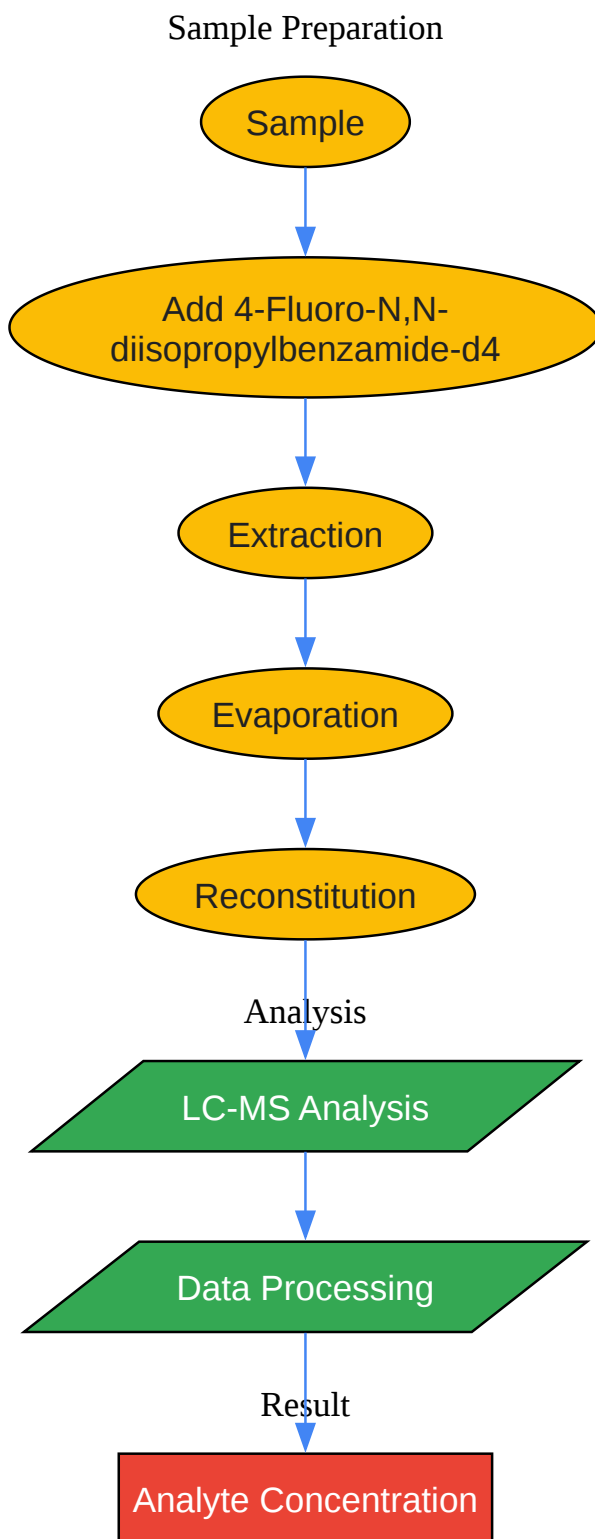 Sample Preparation
Sample
Add 4-Fluoro-N,N-
diisopropylbenzamide-d4
Extraction
Evaporation
Reconstitution
Analysis
LC-MS Analysis
Data Processing
Result
Analyte Concentration